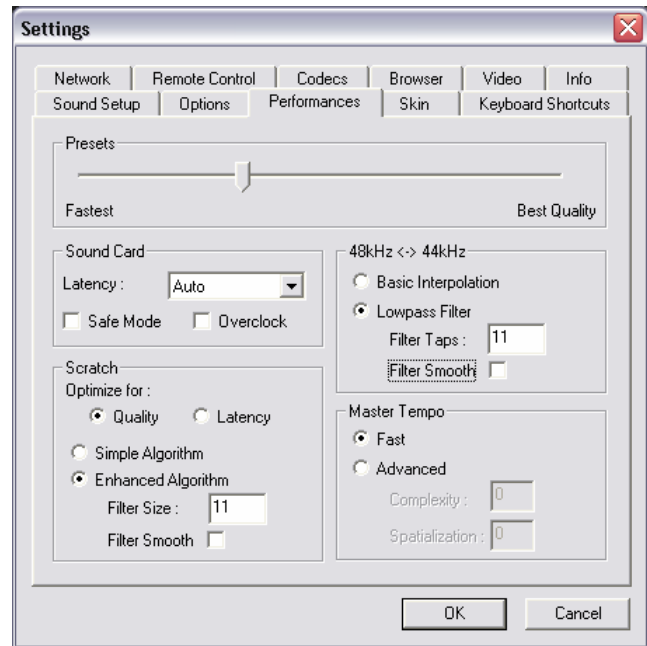 Settings
Network Remote Control Codecs Browser Video Info
Sound Setup Options Performances Skin Keyboard Shortcuts
Presets
Fastest Best Quality
Sound Card
Latency : Auto
Safe Mode Overclock
Scratch
Optimize for :
Quality Latency
Simple Algorithm
Enhanced Algorithm
Filter Size : 11
Filter Smooth
48kHz <-> 44kHz
Basic Interpolation
Lowpass Filter
Filter Taps : 11
Filter Smooth
Master Tempo
Fast
Advanced
Complexity : 0
Spatialization : 0
OK Cancel